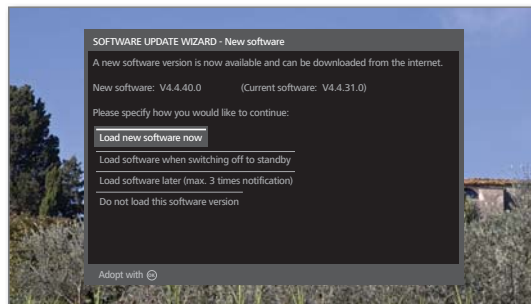 SOFTWARE UPDATE WIZARD - New software
A new software version is now available and can be downloaded from the internet.
New software: V4.4.40.0 (Current software: V4.4.31.0)
Please specify how you would like to continue:
Load new software now
Load software when switching off to standby
Load software later (max. 3 times notification)
Do not load this software version
Adopt with OK